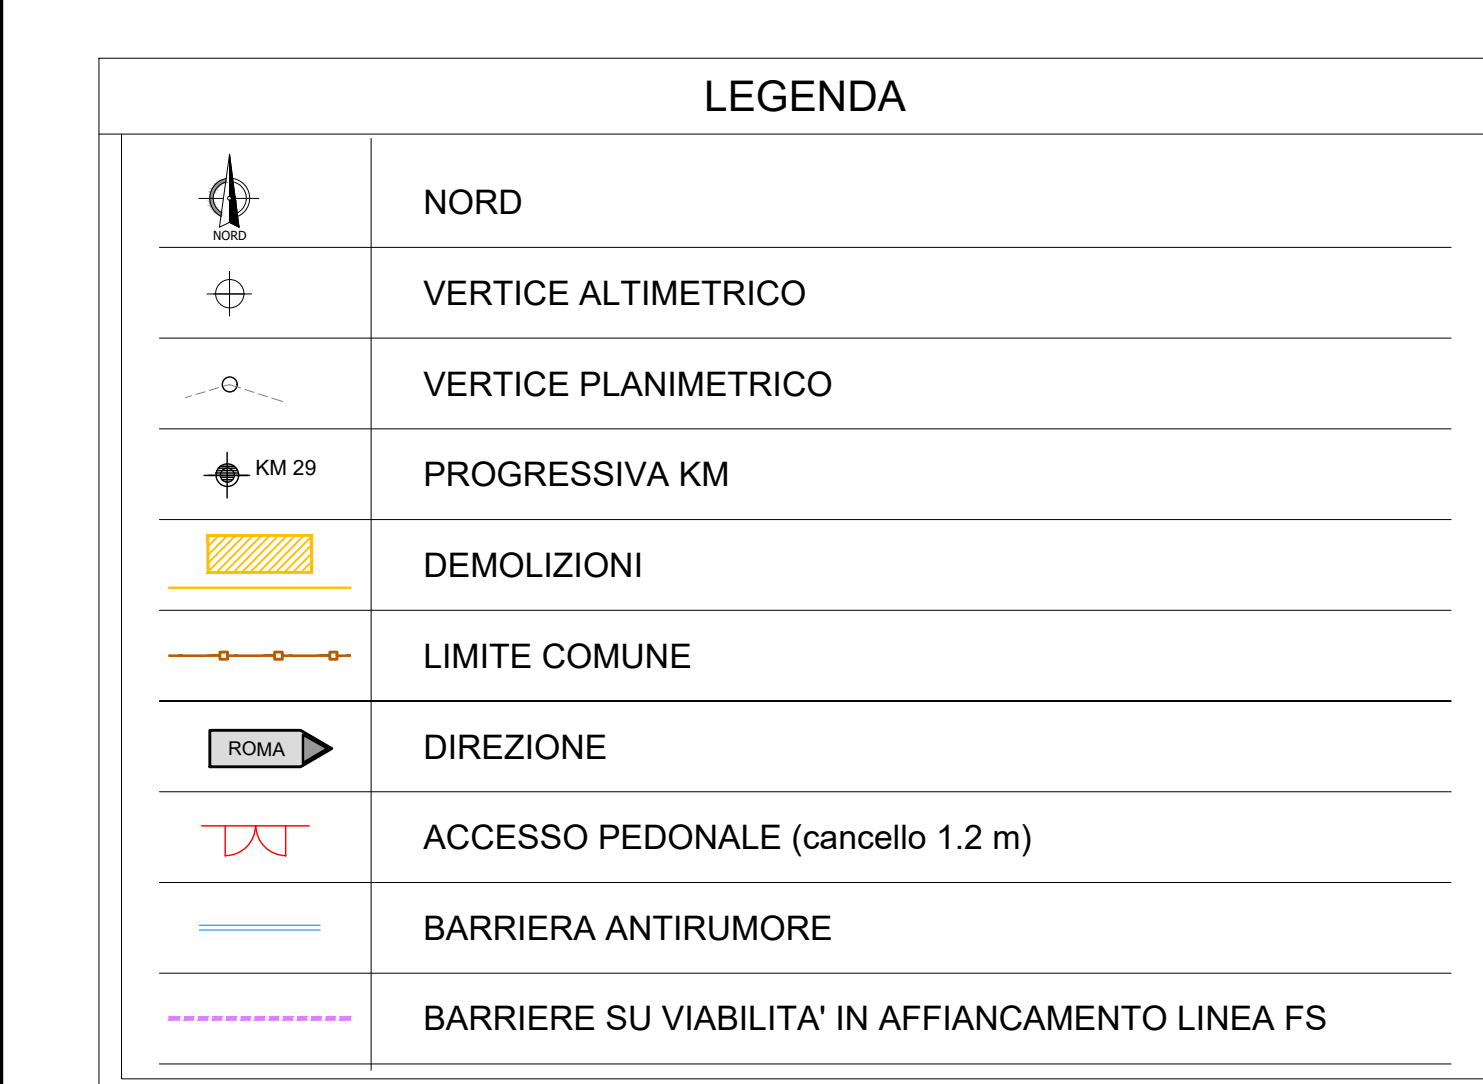 LEGENDA
NORD
NORD
VERTICE ALTIMETRICO
VERTICE PLANIMETRICO
KM 29
PROGRESSIVA KM
DEMOLIZIONI
LIMITE COMUNE
ROMA
DIREZIONE
ACCESSO PEDONALE (cancello 1.2 m)
BARRIERA ANTIRUMORE
BARRIERE SU VIABILITA' IN AFFIANCAMENTO LINEA FS